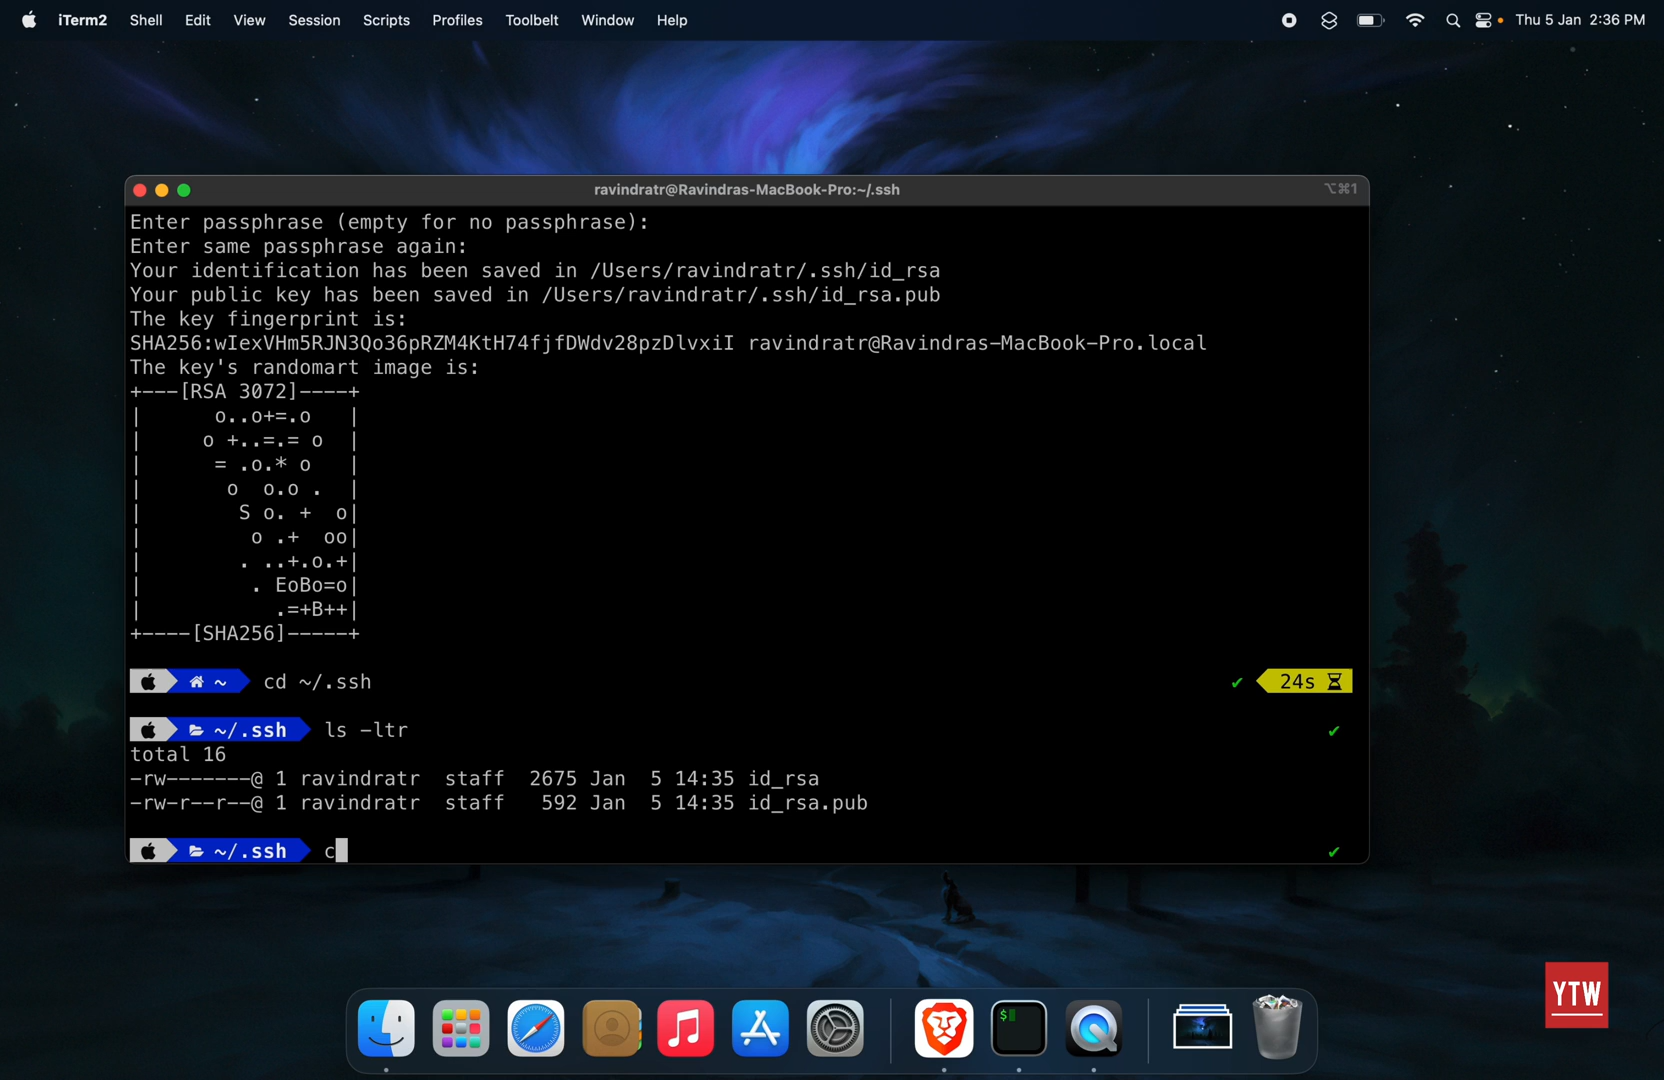 iTerm2 Shell Edit View Session Scripts Profiles Toolbelt Window Help Thu 5 Jan 2:36 PM
ravindratr@Ravindras-MacBook-Pro:~/.ssh ⌥⌘1
Enter passphrase (empty for no passphrase):
Enter same passphrase again:
Your identification has been saved in /Users/ravindratr/.ssh/id_rsa
Your public key has been saved in /Users/ravindratr/.ssh/id_rsa.pub
The key fingerprint is:
SHA256:wIexVHm5RJN3Qo36pRZM4KtH74fjfDWdv28pzDlvxiI ravindratr@Ravindras-MacBook-Pro.local
The key's randomart image is:
+---[RSA 3072]----+
|      o..o+=.o   |
|     o +..=.= o  |
|      = .o.* o   |
|       o  o.o .  |
|        S o. +  o|
|         o .+  oo|
|        . ..+.o.+|
|         . EoBo=o|
|           .=+B++|
+----[SHA256]-----+
~ cd ~/.ssh ✔ 24s
~/.ssh ls -ltr ✔
total 16
-rw-------@ 1 ravindratr  staff  2675 Jan  5 14:35 id_rsa
-rw-r--r--@ 1 ravindratr  staff   592 Jan  5 14:35 id_rsa.pub
~/.ssh c ✔
YTW
$